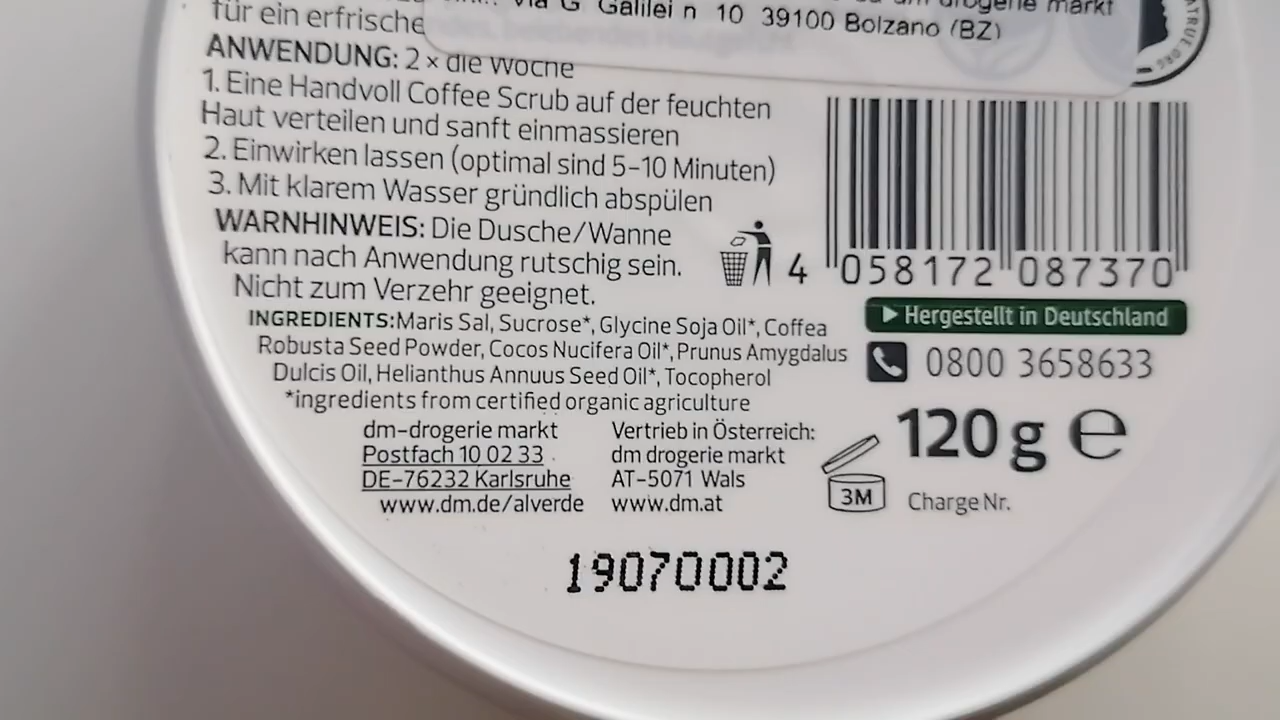 drogerie markt
Via G Galilei n 10 39100 Bolzano (BZ)
ATRUE.ORG
für ein erfrische
ANWENDUNG: 2 x die Woche
1. Eine Handvoll Coffee Scrub auf der feuchten
Haut verteilen und sanft einmassieren
2. Einwirken lassen (optimal sind 5-10 Minuten)
3. Mit klarem Wasser gründlich abspülen
WARNHINWEIS: Die Dusche/Wanne
kann nach Anwendung rutschig sein.
Nicht zum Verzehr geeignet.
4 058172 087370
INGREDIENTS: Maris Sal, Sucrose*, Glycine Soja Oil*, Coffea
Robusta Seed Powder, Cocos Nucifera Oil*, Prunus Amygdalus
Dulcis Oil, Helianthus Annuus Seed Oil*, Tocopherol
*ingredients from certified organic agriculture
Hergestellt in Deutschland
0800 3658633
120 g e
dm-drogerie markt
Postfach 10 02 33
DE-76232 Karlsruhe
www.dm.de/alverde
Vertrieb in Österreich:
dm drogerie markt
AT-5071 Wals
www.dm.at
3M
Charge Nr.
19070002